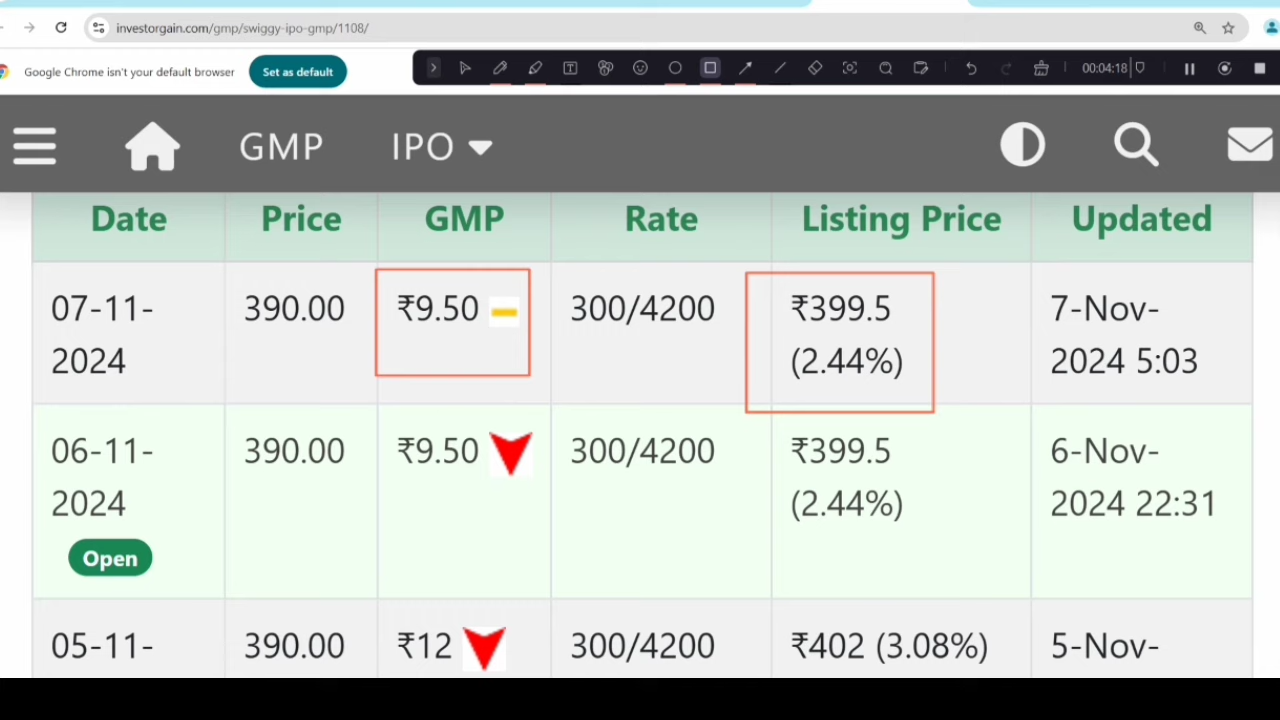 investorgain.com/gmp/swiggy-ipo-gmp/1108/
Google Chrome isn't your default browser Set as default 00:04:18
GMP IPO
Date Price GMP Rate Listing Price Updated
07-11- 390.00 ₹9.50 300/4200 ₹399.5 7-Nov-
2024 (2.44%) 2024 5:03
06-11- 390.00 ₹9.50 300/4200 ₹399.5 6-Nov-
2024 (2.44%) 2024 22:31
Open
05-11- 390.00 ₹12 300/4200 ₹402 (3.08%) 5-Nov-